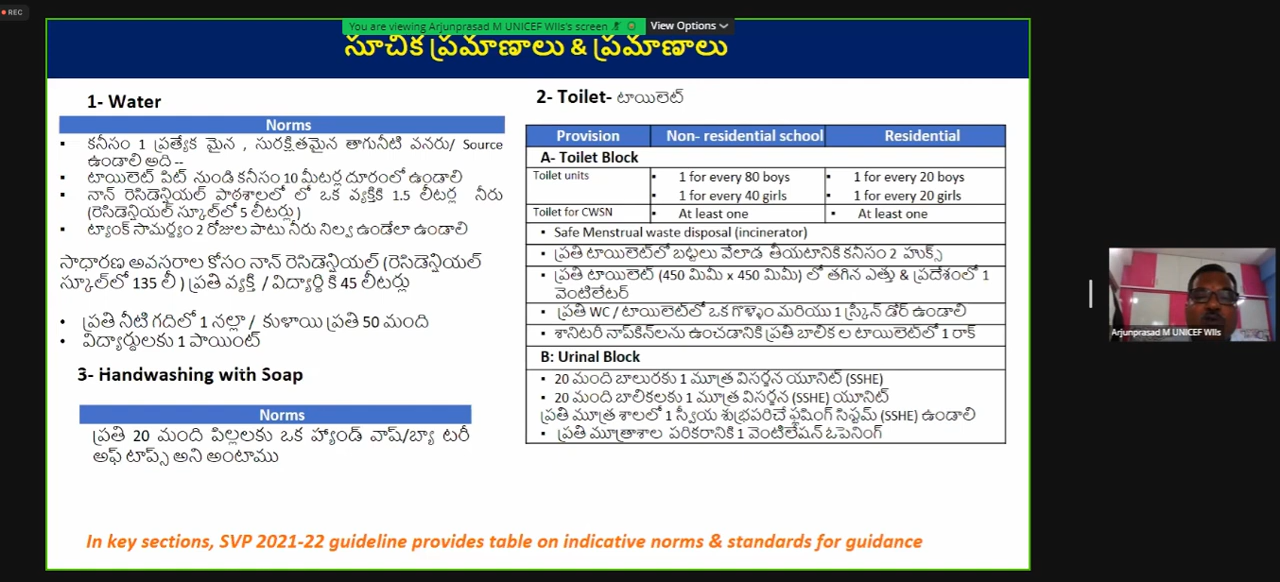 REC
You are viewing Arjunprasad M UNICEF WIIs's screen
View Options
సూచిక ప్రమాణాలు & ప్రమాణాలు
1- Water
Norms
కనీసం 1 ప్రత్యేక మైన , సురక్షితమైన తాగునీటి వనరు/ Source
ఉండాలి అది --
టాయిలెట్ పిట్ నుండి కనీసం 10 మీటర్ల దూరంలో ఉండాలి
నాన్ రెసిడెన్షియల్ పాఠశాలలో లో ఒక వ్యక్తికి 1.5 లీటర్ల నీరు
(రెసిడెన్షియల్ స్కూల్‌లో 5 లీటర్లు)
ట్యాంక్ సామర్థ్యం 2 రోజుల పాటు నీరు నిల్వ ఉండేలా ఉండాలి
సాధారణ అవసరాల కోసం నాన్ రెసిడెన్షియల్ (రెసిడెన్షియల్
స్కూల్‌లో 135 లీ) ప్రతి వ్యక్తి / విద్యార్థి కి 45 లీటర్లు
ప్రతి నీటి గదిలో 1 నల్లా / కుళాయి ప్రతి 50 మంది
విద్యార్థులకు 1 పాయింట్
3- Handwashing with Soap
Norms
ప్రతి 20 మంది పిల్లలకు ఒక హ్యాండ్ వాష్/బ్యా టరీ
అఫ్ టాప్స్ అని అంటాము
2- Toilet- టాయిలెట్
Provision Non- residential school Residential
A- Toilet Block
Toilet units 1 for every 80 boys 1 for every 20 boys
1 for every 40 girls 1 for every 20 girls
Toilet for CWSN At least one At least one
Safe Menstrual waste disposal (incinerator)
ప్రతి టాయిలెట్‌లో బట్టలు వేలాడ తీయటానికి కనీసం 2 హుక్స్
ప్రతి టాయిలెట్ (450 మిమీ x 450 మిమీ) లో తగిన ఎత్తు & ప్రదేశంలో 1
వెంటిలేటర్
ప్రతి WC / టాయిలెట్‌లో ఒక గొళ్ళెం మరియు 1 స్క్రీన్ డోర్ ఉండాలి
శానిటరీ నాప్‌కిన్‌లను ఉంచడానికి ప్రతి బాలిక ల టాయిలెట్‌లో 1 రాక్
B: Urinal Block
20 మంది బాలురకు 1 మూత్ర విసర్జన యూనిట్ (SSHE)
20 మంది బాలికలకు 1 మూత్ర విసర్జన (SSHE) యూనిట్
ప్రతి మూత్ర శాలలో 1 స్వీయ శుభ్రపరిచే ఫ్లషింగ్ సిస్టమ్ (SSHE) ఉండాలి
ప్రతి మూత్రాశాల పరికరానికి 1 వెంటిలేషన్ ఓపెనింగ్
In key sections, SVP 2021-22 guideline provides table on indicative norms & standards for guidance
Arjunprasad M UNICEF WIIs